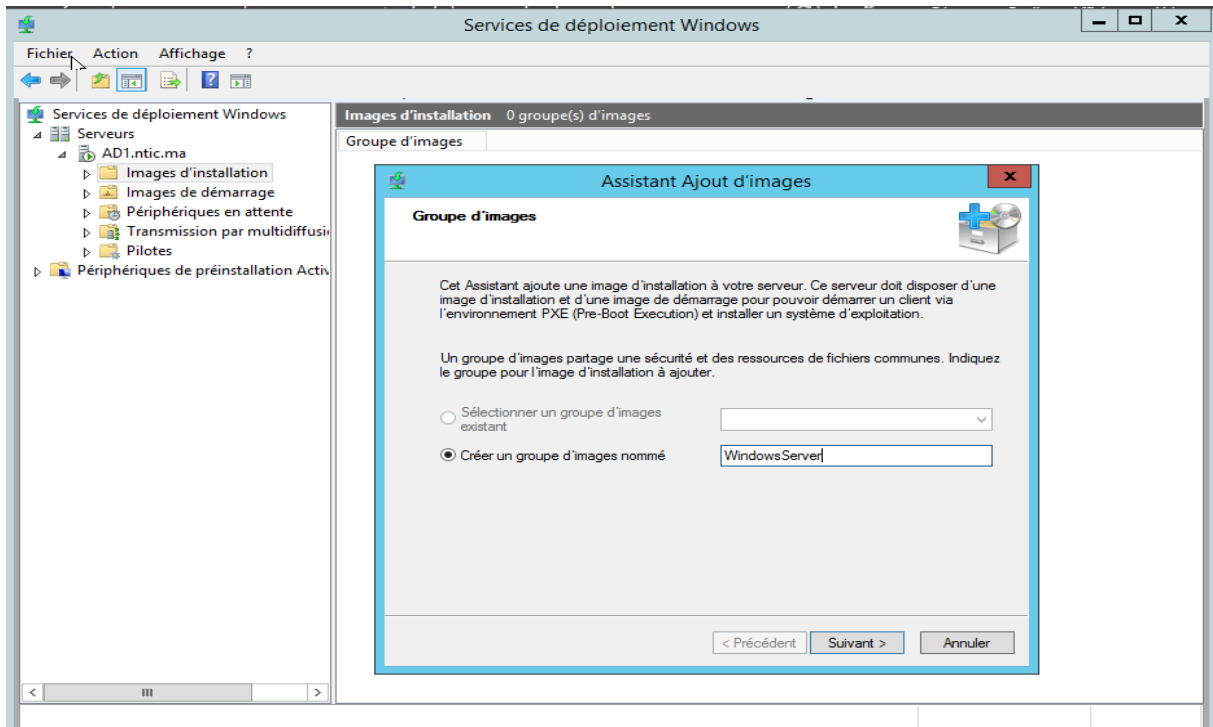 Services de déploiement Windows
Fichier Action Affichage ?
Services de déploiement Windows
Serveurs
AD1.ntic.ma
Images d'installation
Images de démarrage
Périphériques en attente
Transmission par multidiffusi
Pilotes
Périphériques de préinstallation Activ
Images d'installation 0 groupe(s) d'images
Groupe d'images
Assistant Ajout d'images
Groupe d'images
Cet Assistant ajoute une image d'installation à votre serveur. Ce serveur doit disposer d'une
image d'installation et d'une image de démarrage pour pouvoir démarrer un client via
l'environnement PXE (Pre-Boot Execution) et installer un système d'exploitation.
Un groupe d'images partage une sécurité et des ressources de fichiers communes. Indiquez
le groupe pour l'image d'installation à ajouter.
Sélectionner un groupe d'images
existant
Créer un groupe d'images nommé WindowsServer
< Précédent Suivant > Annuler